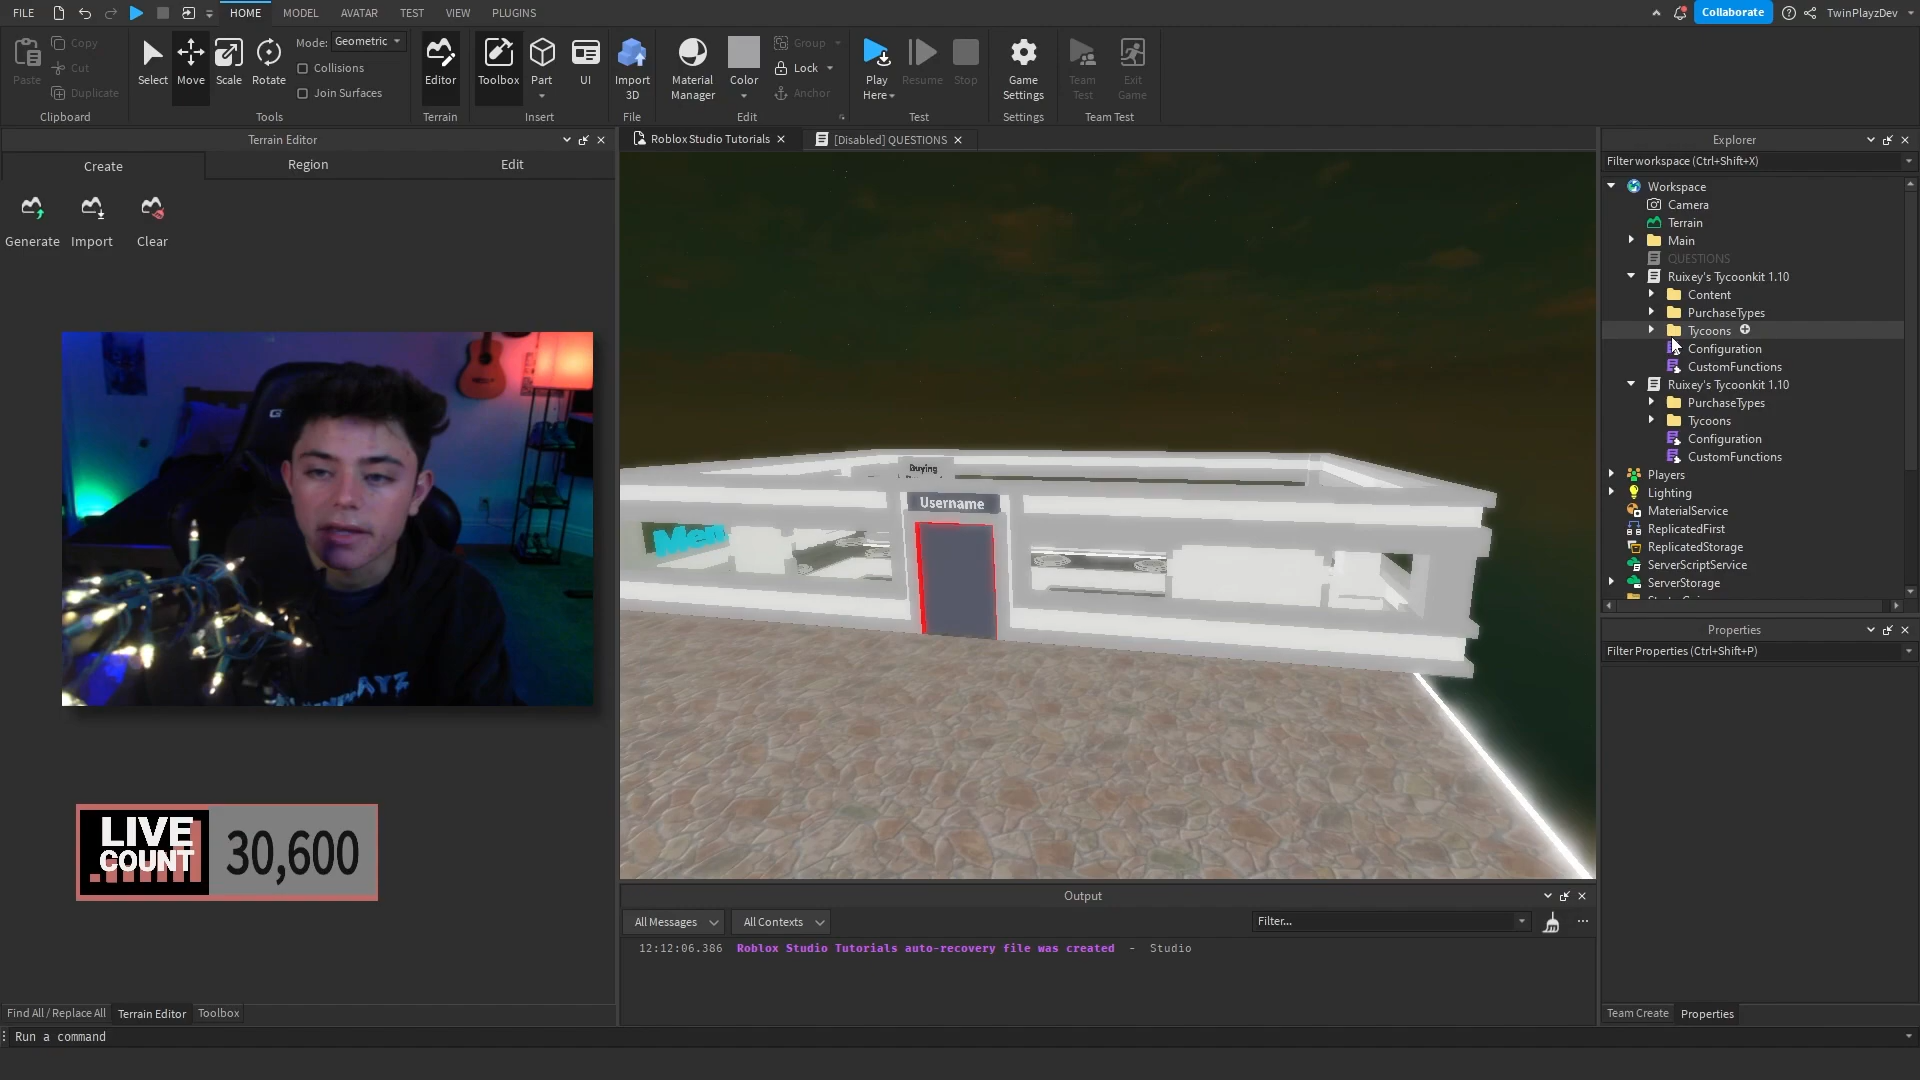 FILE HOME MODEL AVATAR TEST VIEW PLUGINS Collaborate TwinPlayzDev
Paste Copy Cut Duplicate
Clipboard
Select Move Scale Rotate
Mode: Geometric
Collisions
Join Surfaces
Tools
Editor
Terrain
Toolbox Part UI
Insert
Import 3D
File
Material Manager
Color
Group
Lock
Anchor
Edit
Play Here
Resume Stop
Test
Game Settings
Settings
Team Test
Exit Game
Team Test
Terrain Editor
Create Region Edit
Generate Import Clear
LIVE
COUNT
30,600
Find All / Replace All Terrain Editor Toolbox
Run a command
Roblox Studio Tutorials [Disabled] QUESTIONS
Buying
Username
Output
All Messages All Contexts Filter...
12:12:06.386 Roblox Studio Tutorials auto-recovery file was created - Studio
Explorer
Filter workspace (Ctrl+Shift+X)
Workspace
Camera
Terrain
Main
QUESTIONS
Ruixey's Tycoonkit 1.10
Content
PurchaseTypes
Tycoons
Configuration
CustomFunctions
Ruixey's Tycoonkit 1.10
PurchaseTypes
Tycoons
Configuration
CustomFunctions
Players
Lighting
MaterialService
ReplicatedFirst
ReplicatedStorage
ServerScriptService
ServerStorage
Properties
Filter Properties (Ctrl+Shift+P)
Team Create Properties